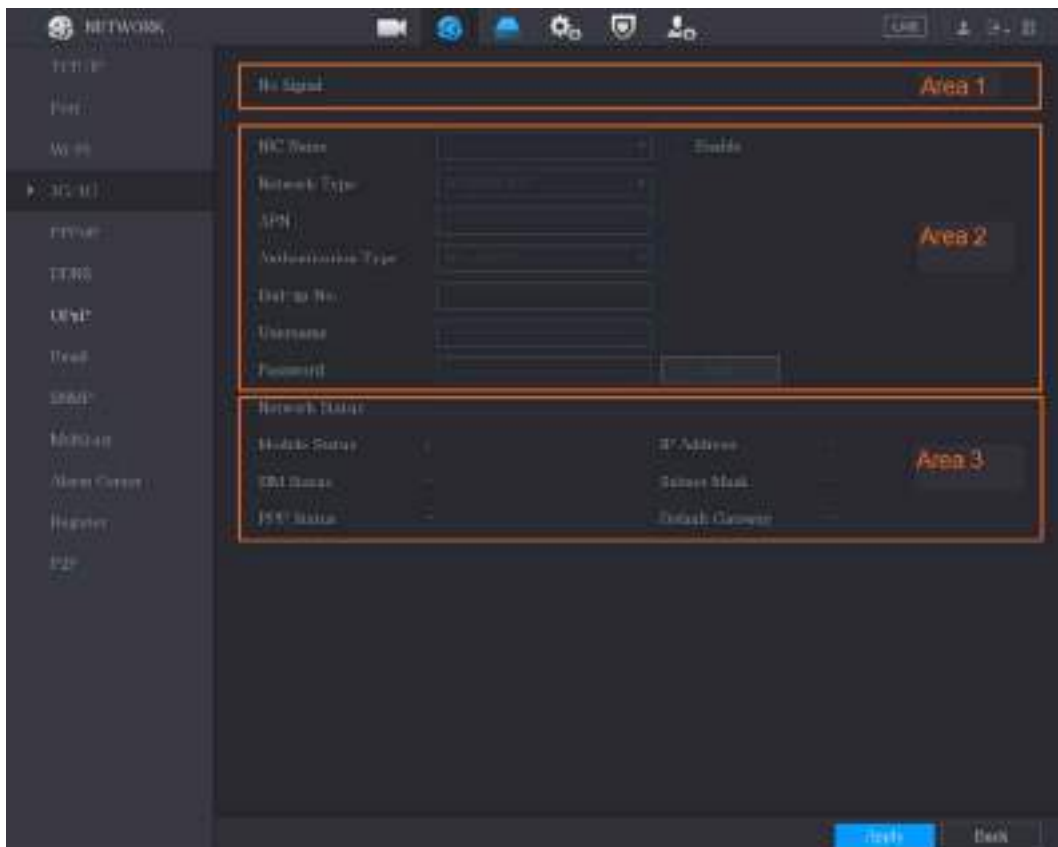 NETWORK
LIVE
TCP/IP
Port
Wi-Fi
3G/4G
PPPoE
DDNS
UPnP
Email
SNMP
Multicast
Alarm Center
Register
P2P
No Signal
Area 1
NIC Name
Enable
Network Type
APN
Area 2
Authentication Type
Dial-up No.
Username
Password
Network Status
Module Status
IP Address
Area 3
SIM Status
Subnet Mask
PPP Status
Default Gateway
Apply
Back